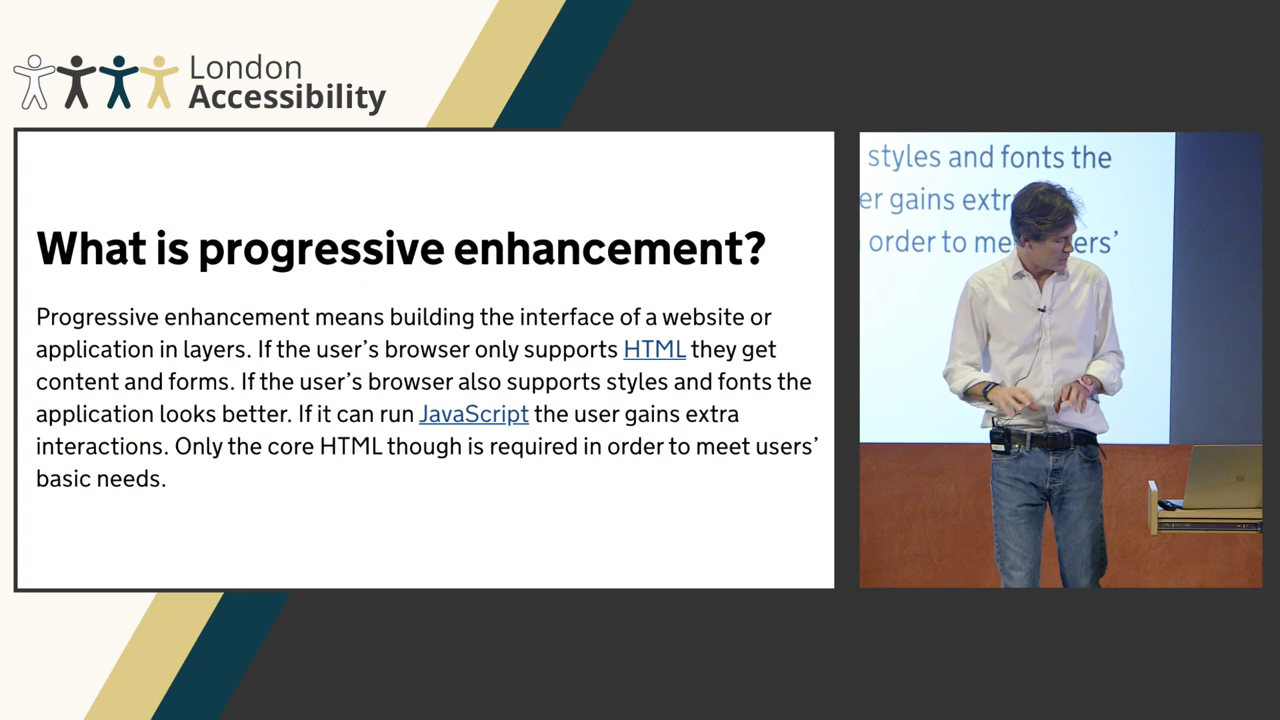 London
Accessibility
What is progressive enhancement?
Progressive enhancement means building the interface of a website or
application in layers. If the user’s browser only supports HTML they get
content and forms. If the user’s browser also supports styles and fonts the
application looks better. If it can run JavaScript the user gains extra
interactions. Only the core HTML though is required in order to meet users’
basic needs.
styles and fonts the
er gains extr
order to me ers’